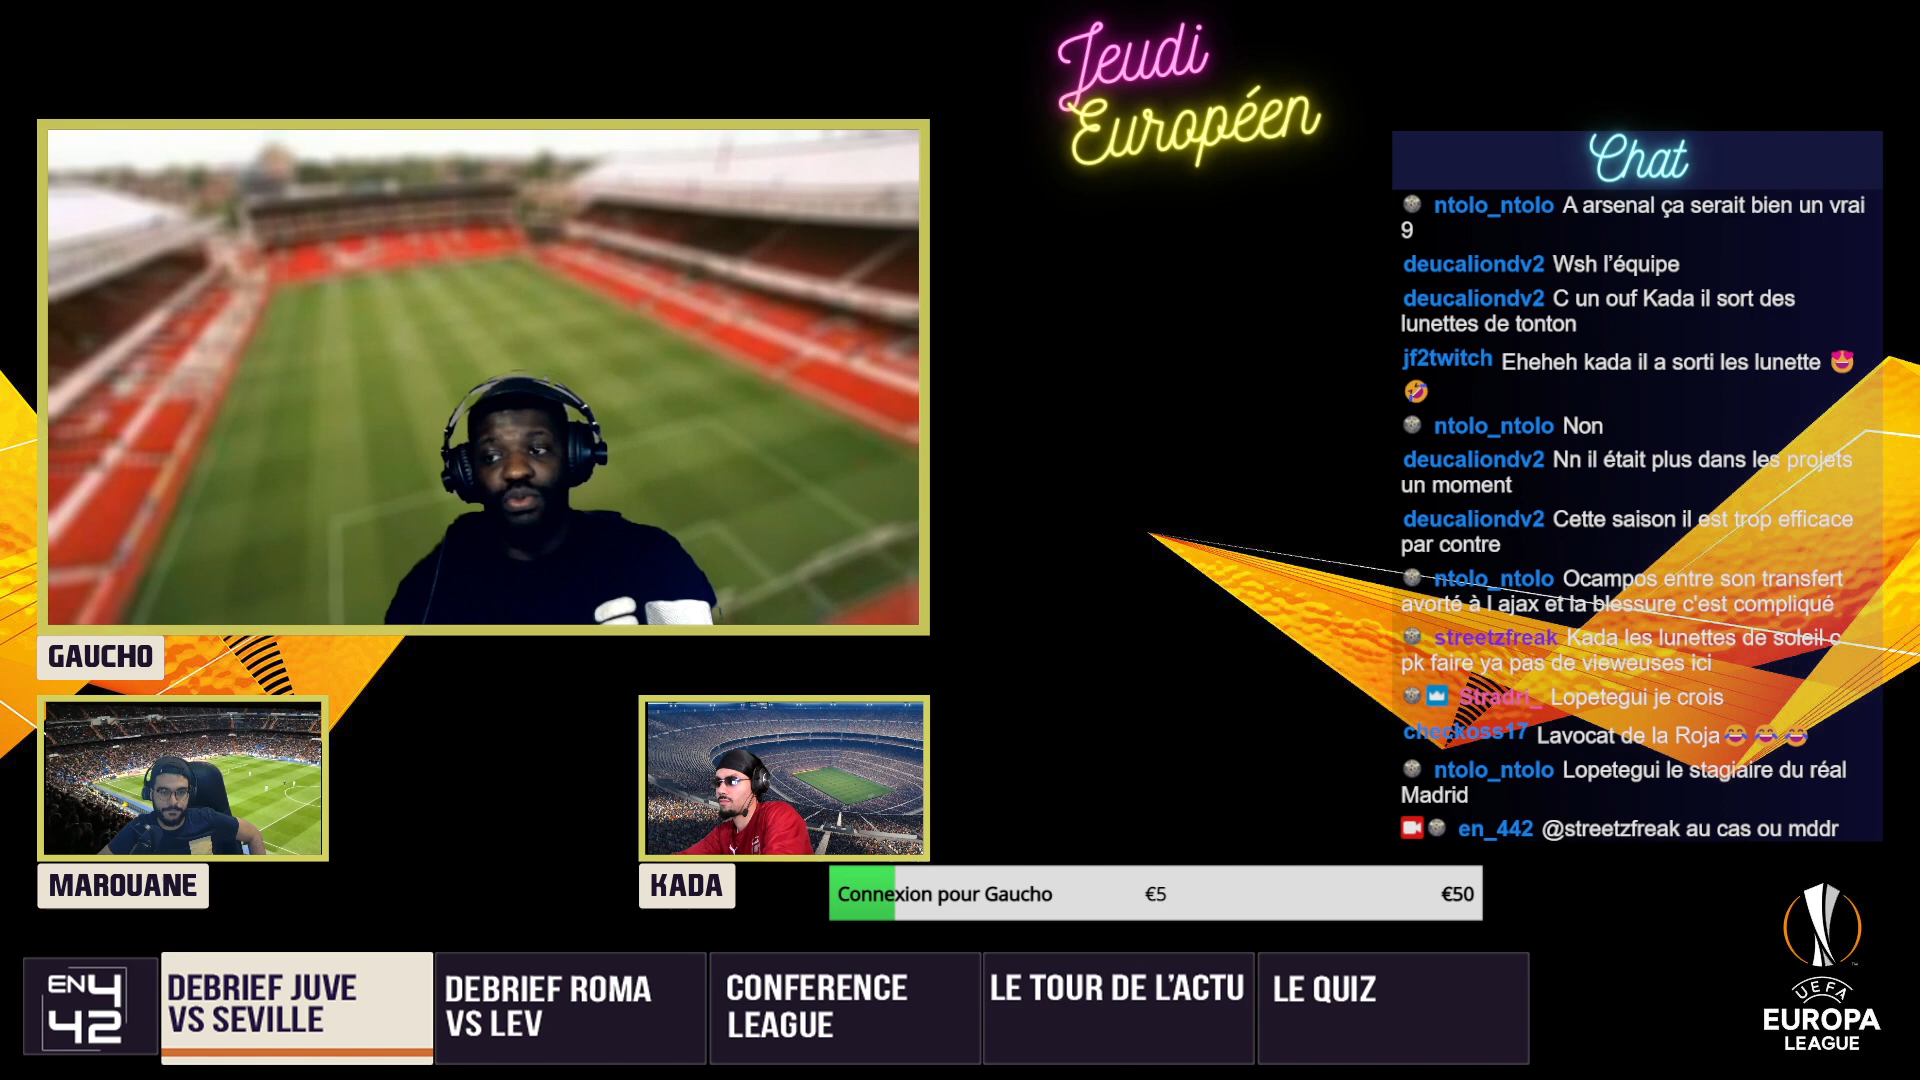 Jeudi
Européen
Chat
ntolo_ntolo A arsenal ça serait bien un vrai
9
deucaliondv2 Wsh l'équipe
deucaliondv2 C un ouf Kada il sort des
lunettes de tonton
jf2twitch Eheheh kada il a sorti les lunette 😍
🤣
ntolo_ntolo Non
deucaliondv2 Nn il était plus dans les projets
un moment
deucaliondv2 Cette saison il est trop efficace
par contre
ntolo_ntolo Ocampos entre son transfert
avorté à l ajax et la blessure c'est compliqué
streetzfreak Kada les lunettes de soleil c
pk faire ya pas de vieweuses ici
Stradri_ Lopetegui je crois
checkoss17 Lavocat de la Roja😂😂😂
ntolo_ntolo Lopetegui le stagiaire du réal
Madrid
en_442 @streetzfreak au cas ou mddr
GAUCHO
MAROUANE
KADA
Connexion pour Gaucho €5 €50
EN 4
42
DEBRIEF JUVE
VS SEVILLE
DEBRIEF ROMA
VS LEV
CONFERENCE
LEAGUE
LE TOUR DE L'ACTU
LE QUIZ
UEFA
EUROPA
LEAGUE